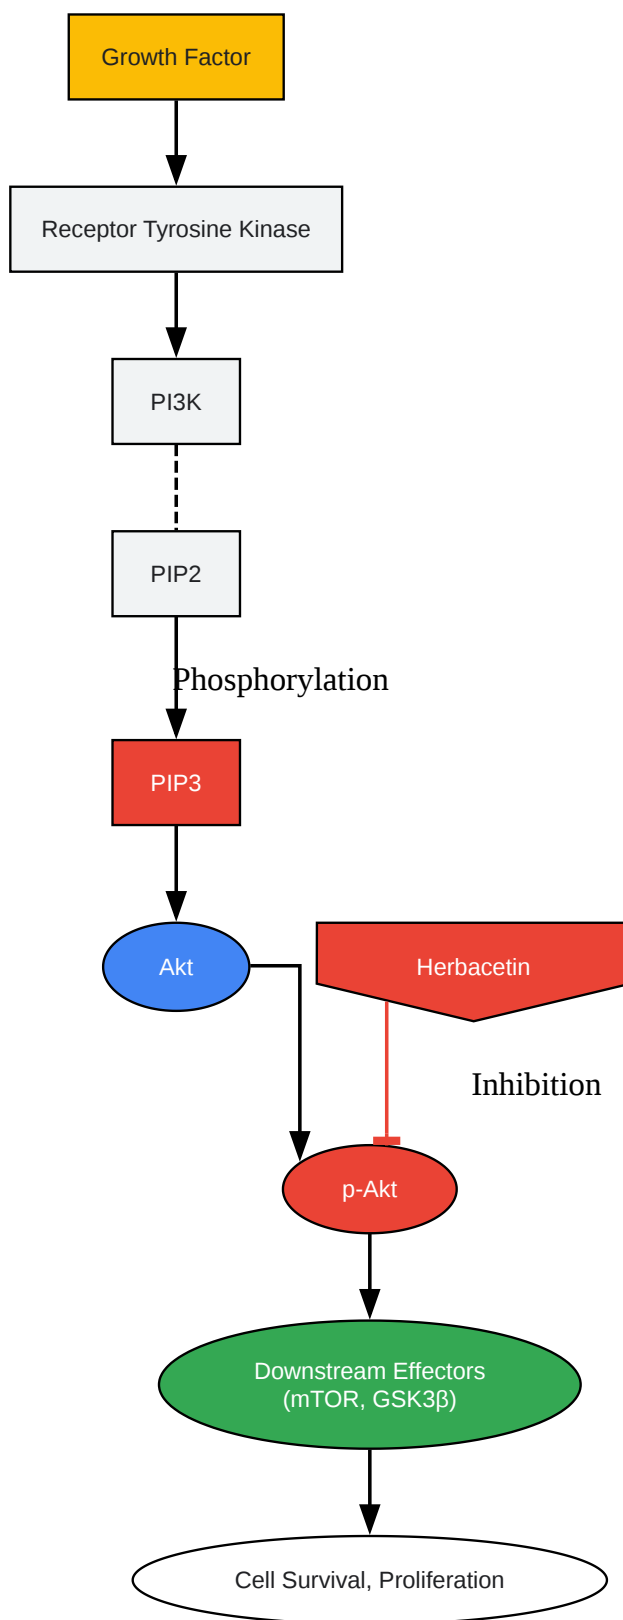 Growth Factor
Receptor Tyrosine Kinase
PI3K
PIP2
Phosphorylation
PIP3
Akt
Herbacetin
Inhibition
p-Akt
Downstream Effectors
(mTOR, GSK3β)
Cell Survival, Proliferation